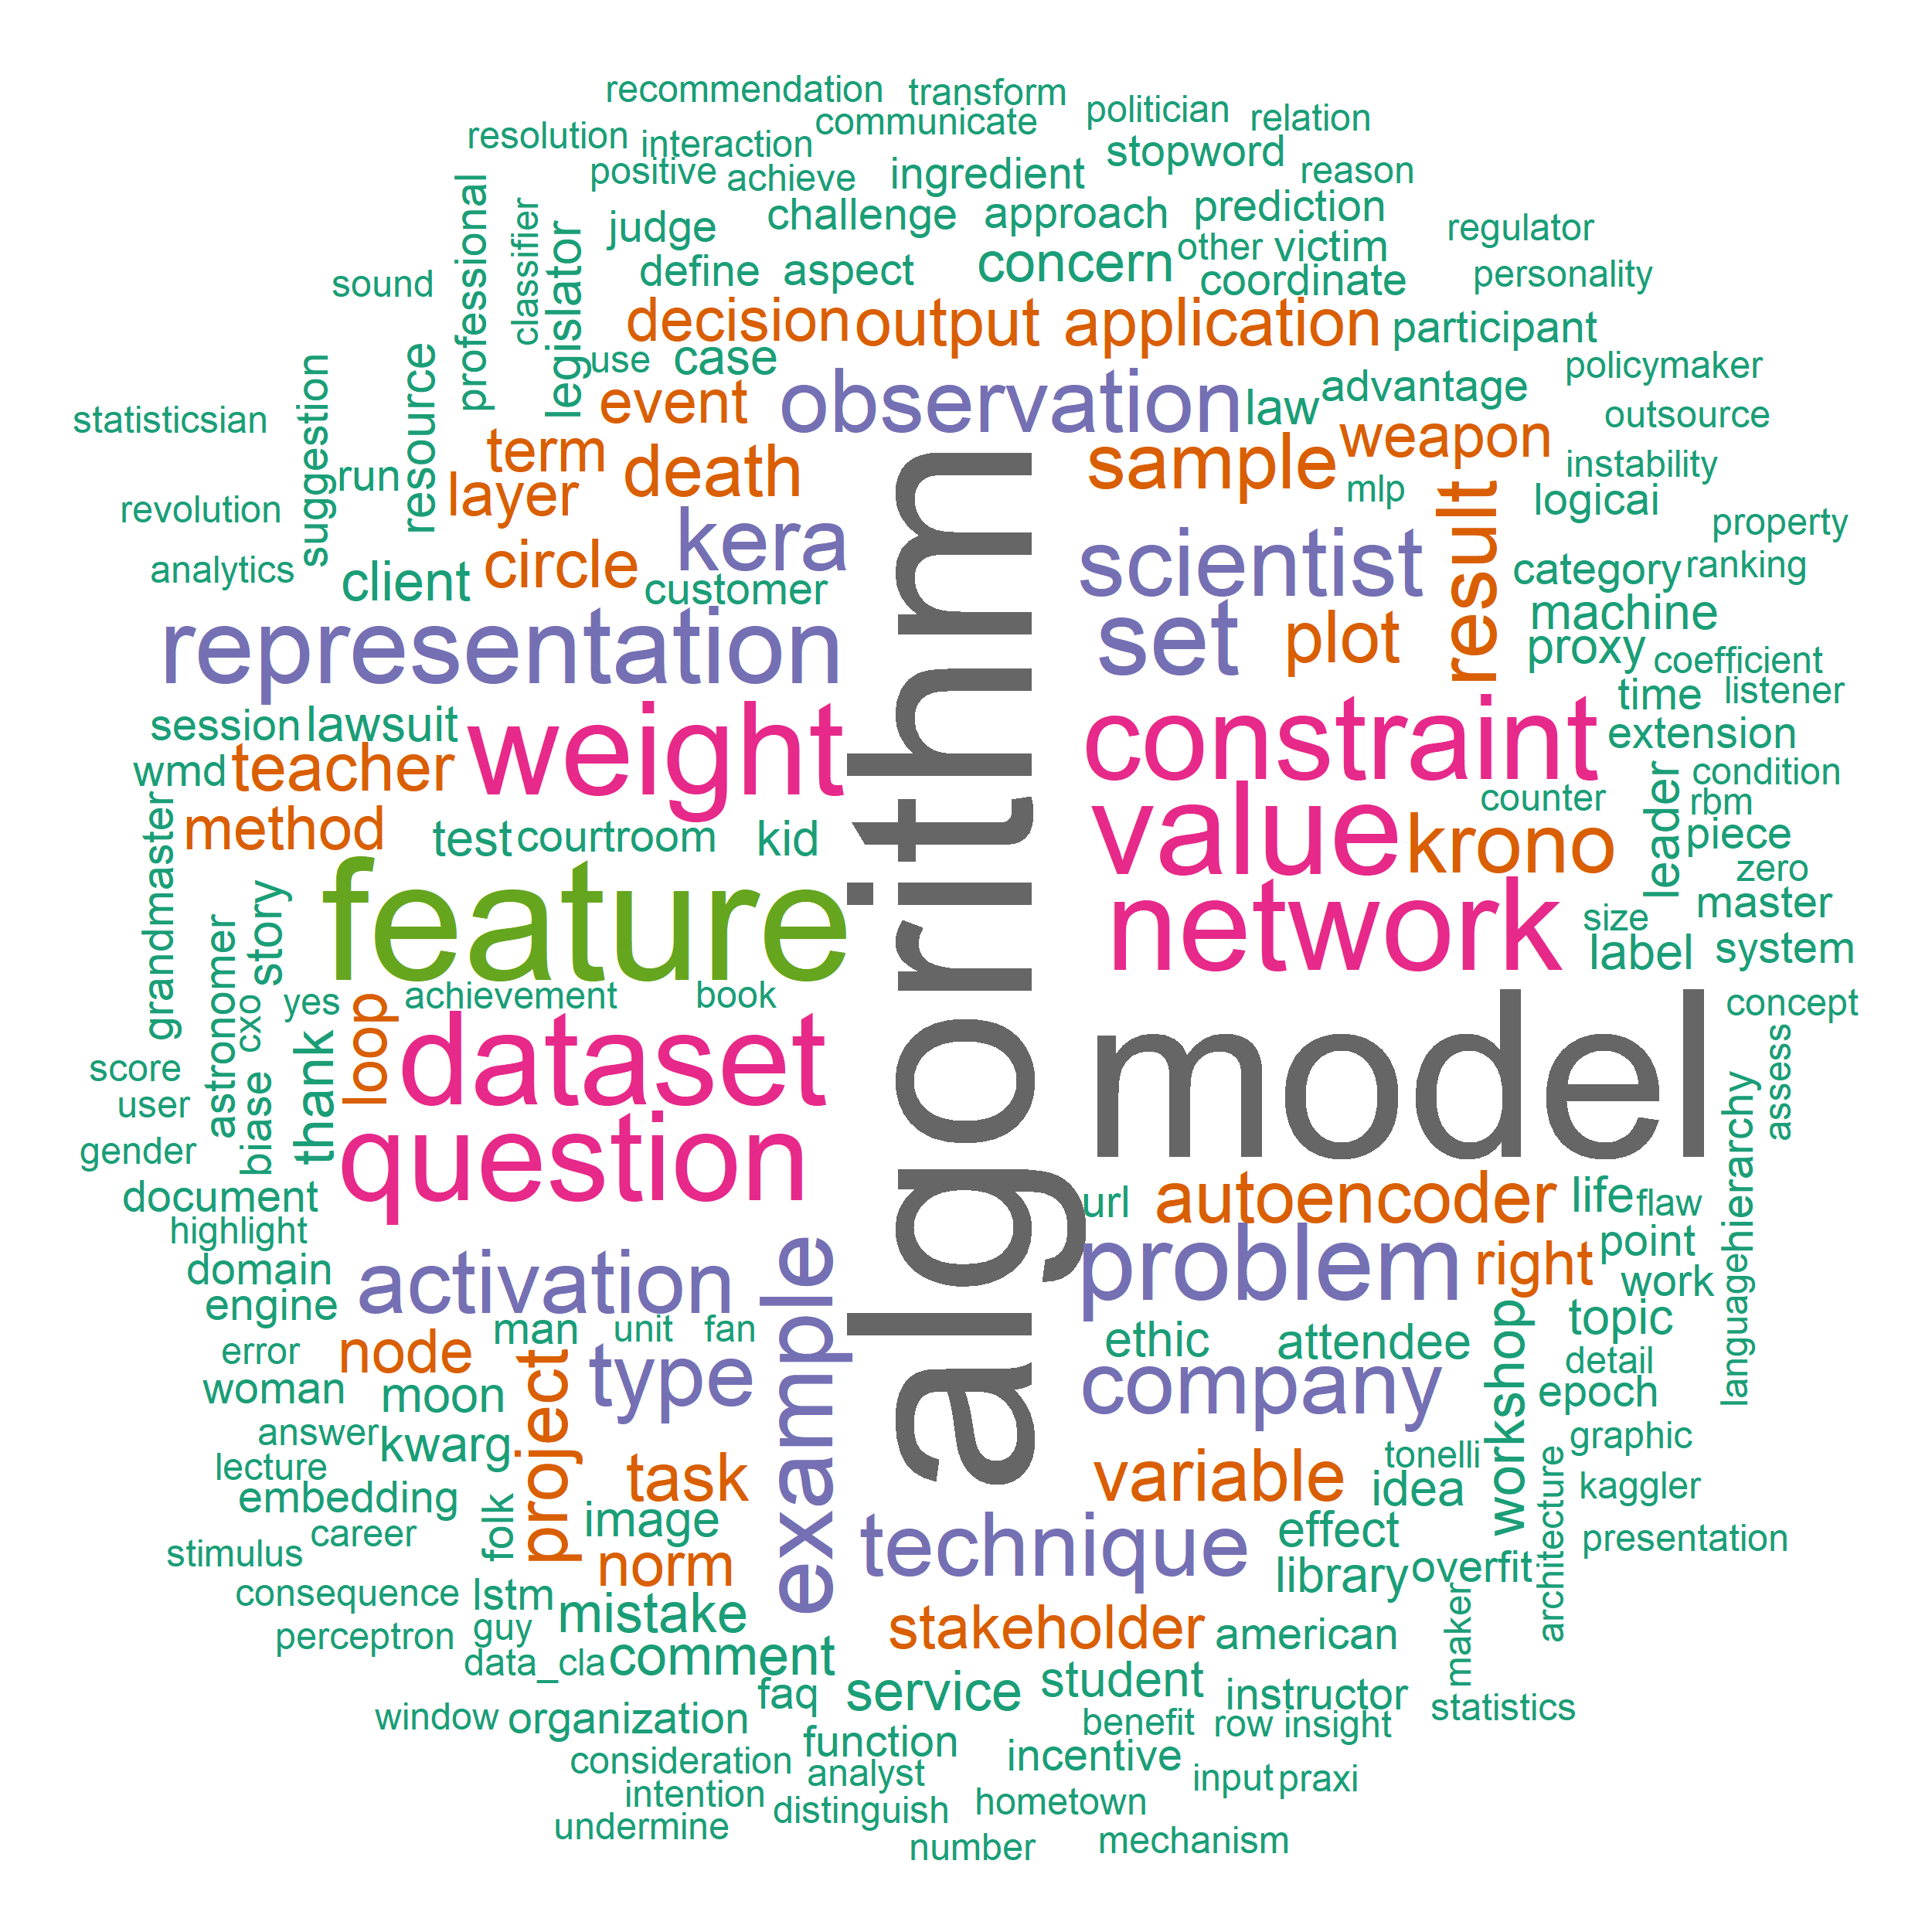 recommendation
transform
politician
relation
resolution
interaction
communicate
stopword
positive
achieve
ingredient
reason
professional
classifier
legislator
judge
challenge
approach
prediction
regulator
sound
define
aspect
concern
other
victim
coordinate
personality
decision
output
application
participant
suggestion
resource
use
case
event
observation
law
advantage
policymaker
statisticsian
term
death
sample
weapon
outsource
run
layer
mlp
result
instability
logicai
revolution
kera
scientist
property
analytics
client
circle
customer
category
ranking
representation
algorithm
set
plot
machine
proxy
coefficient
session
lawsuit
weight
constraint
time
listener
extension
wmd
teacher
value
counter
leader
condition
rbm
grandmaster
method
test
courtroom
kid
krono
piece
zero
feature
network
size
master
astronomer
story
label
system
cxo
yes
loop
achievement
book
model
concept
score
biase
thank
dataset
assess
user
hierarchy
gender
question
document
url
autoencoder
life
flaw
highlight
language
domain
activation
example
problem
right
point
engine
work
error
node
man
unit
fan
ethic
attendee
workshop
topic
woman
moon
project
type
company
detail
epoch
answer
kwarg
tonelli
graphic
lecture
task
variable
idea
architecture
kaggler
embedding
folk
image
technique
effect
career
presentation
stimulus
norm
library
overfit
consequence
lstm
mistake
maker
perceptron
guy
stakeholder
american
data_cla
comment
student
faq
service
instructor
statistics
window
organization
function
benefit
row
insight
consideration
analyst
incentive
input
praxi
intention
distinguish
hometown
undermine
number
mechanism